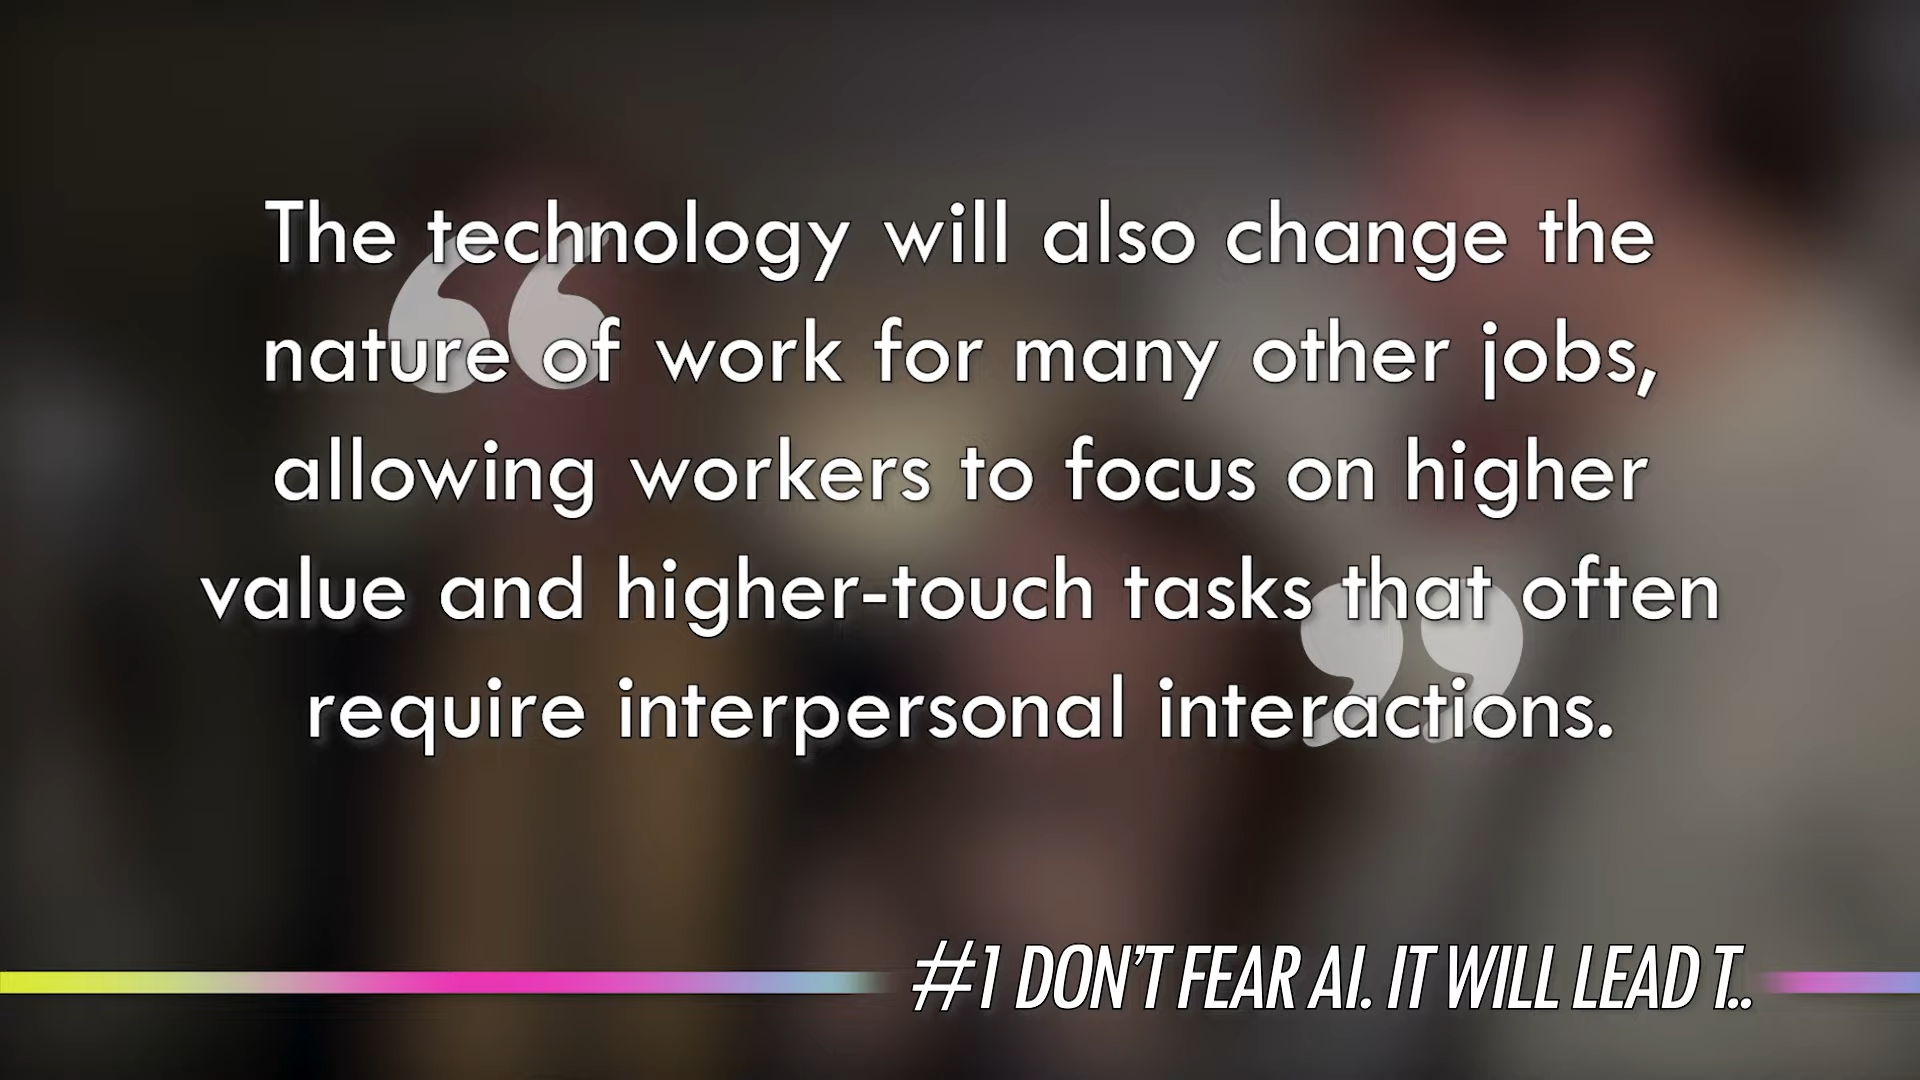 The technology will also change the
nature of work for many other jobs,
allowing workers to focus on higher
value and higher-touch tasks that often
require interpersonal interactions.
#1 DON'T FEAR AI. IT WILL LEAD T...